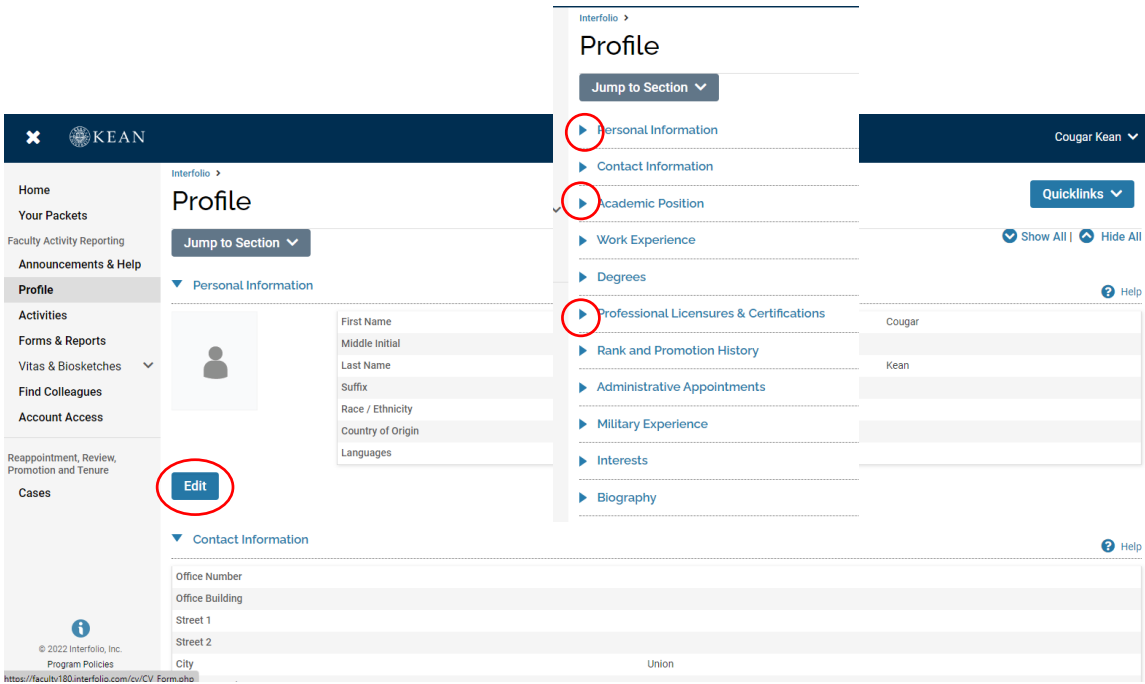 KEAN
Cougar Kean
Home
Your Packets
Faculty Activity Reporting
Announcements & Help
Profile
Activities
Forms & Reports
Vitas & Biosketches
Find Colleagues
Account Access
Reappointment, Review,
Promotion and Tenure
Cases
© 2022 Interfolio, Inc.
Program Policies
https://faculty180.interfolio.com/cv/CV_Form.php
Interfolio >
Profile
Jump to Section
Quicklinks
Show All | Hide All
Personal Information
Help
First Name Cougar
Middle Initial
Last Name Kean
Suffix
Race / Ethnicity
Country of Origin
Languages
Edit
Contact Information
Help
Office Number
Office Building
Street 1
Street 2
City Union
Interfolio >
Profile
Jump to Section
Personal Information
Contact Information
Academic Position
Work Experience
Degrees
Professional Licensures & Certifications
Rank and Promotion History
Administrative Appointments
Military Experience
Interests
Biography